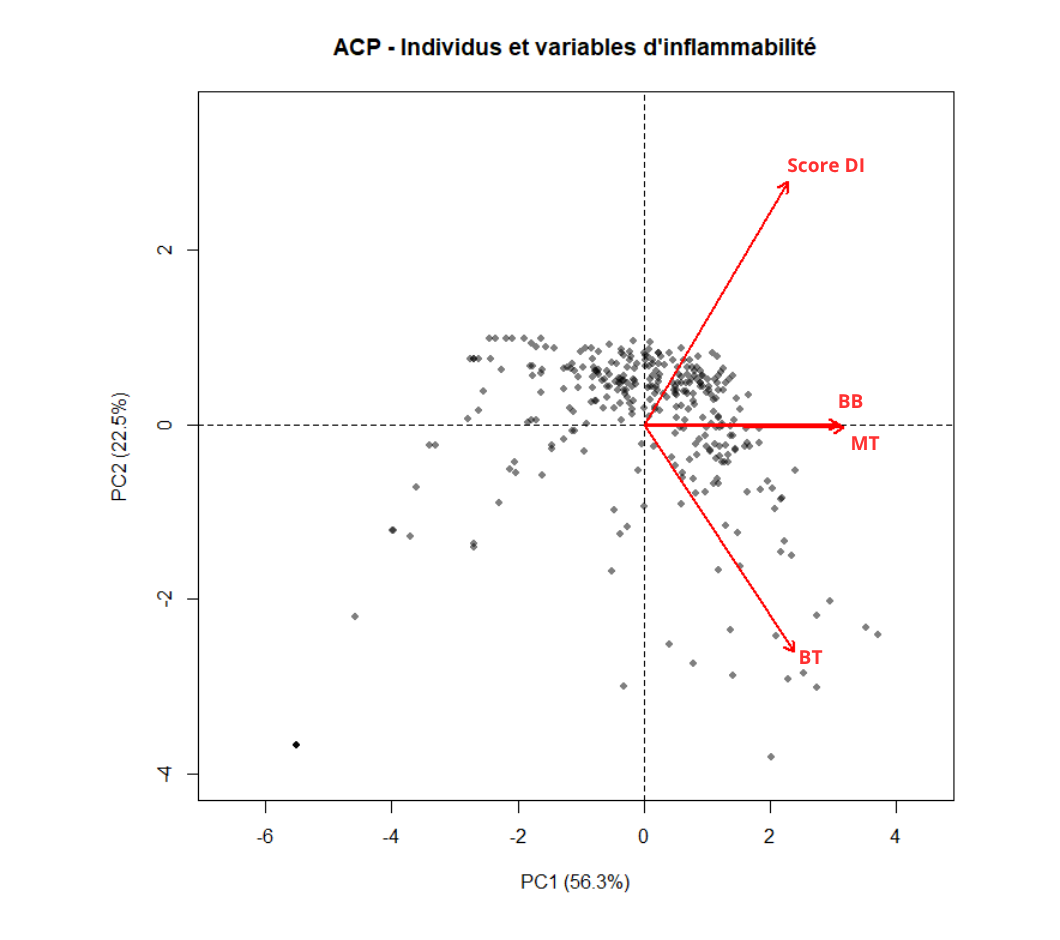 ACP - Individus et variables d'inflammabilité
Score DI
2
BB
0
MT
PC2 (22.5%)
-2
BT
-4
-6
-4
-2
0
2
4
PC1 (56.3%)